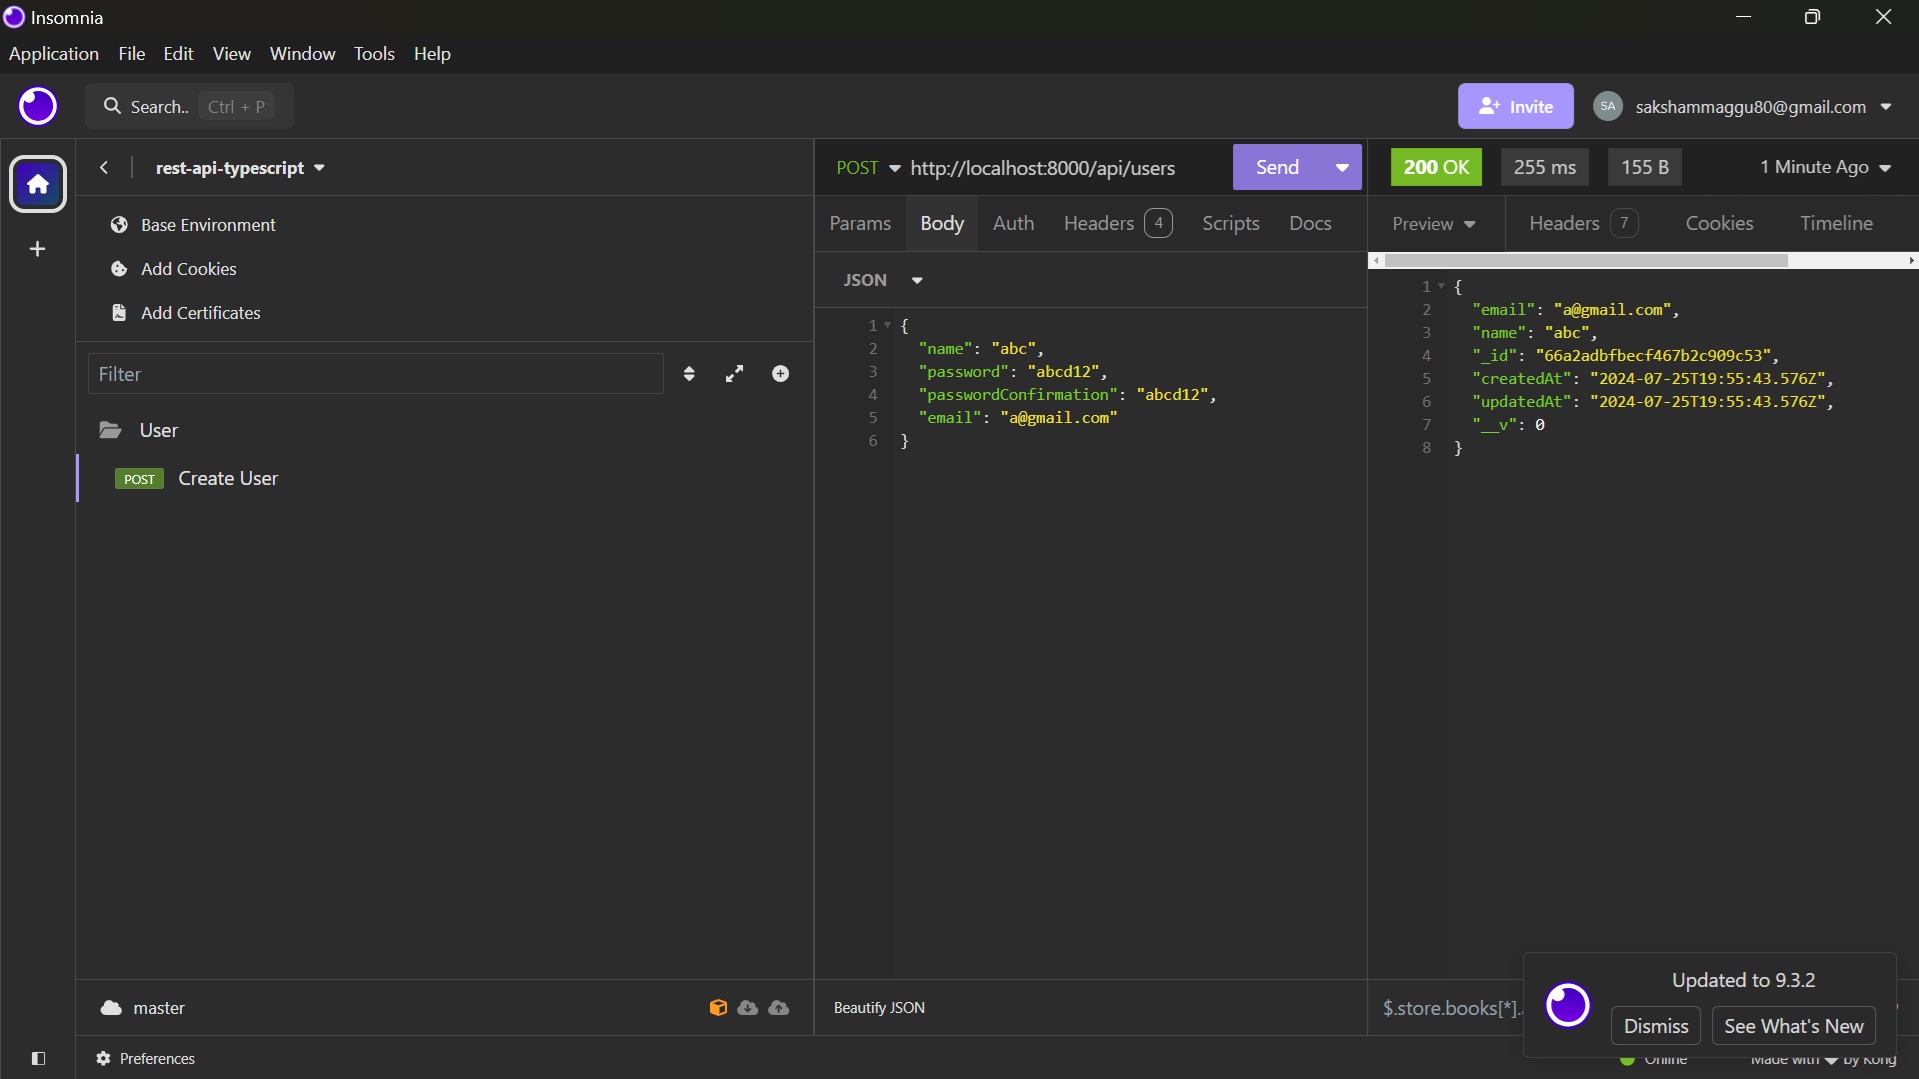 Insomnia
Application File Edit View Window Tools Help
Search.. Ctrl + P
Invite
SA sakshammaggu80@gmail.com
rest-api-typescript
Base Environment
Add Cookies
Add Certificates
Filter
User
POST Create User
master
Preferences
POST http://localhost:8000/api/users Send
Params Body Auth Headers 4 Scripts Docs
JSON
1 {
2 "name": "abc",
3 "password": "abcd12",
4 "passwordConfirmation": "abcd12",
5 "email": "a@gmail.com"
6 }
Beautify JSON
200 OK 255 ms 155 B 1 Minute Ago
Preview Headers 7 Cookies Timeline
1 {
2 "email": "a@gmail.com",
3 "name": "abc",
4 "_id": "66a2adbfbecf467b2c909c53",
5 "createdAt": "2024-07-25T19:55:43.576Z",
6 "updatedAt": "2024-07-25T19:55:43.576Z",
7 "__v": 0
8 }
$.store.books[*].
Updated to 9.3.2
Dismiss See What's New
Online Made with by Kong